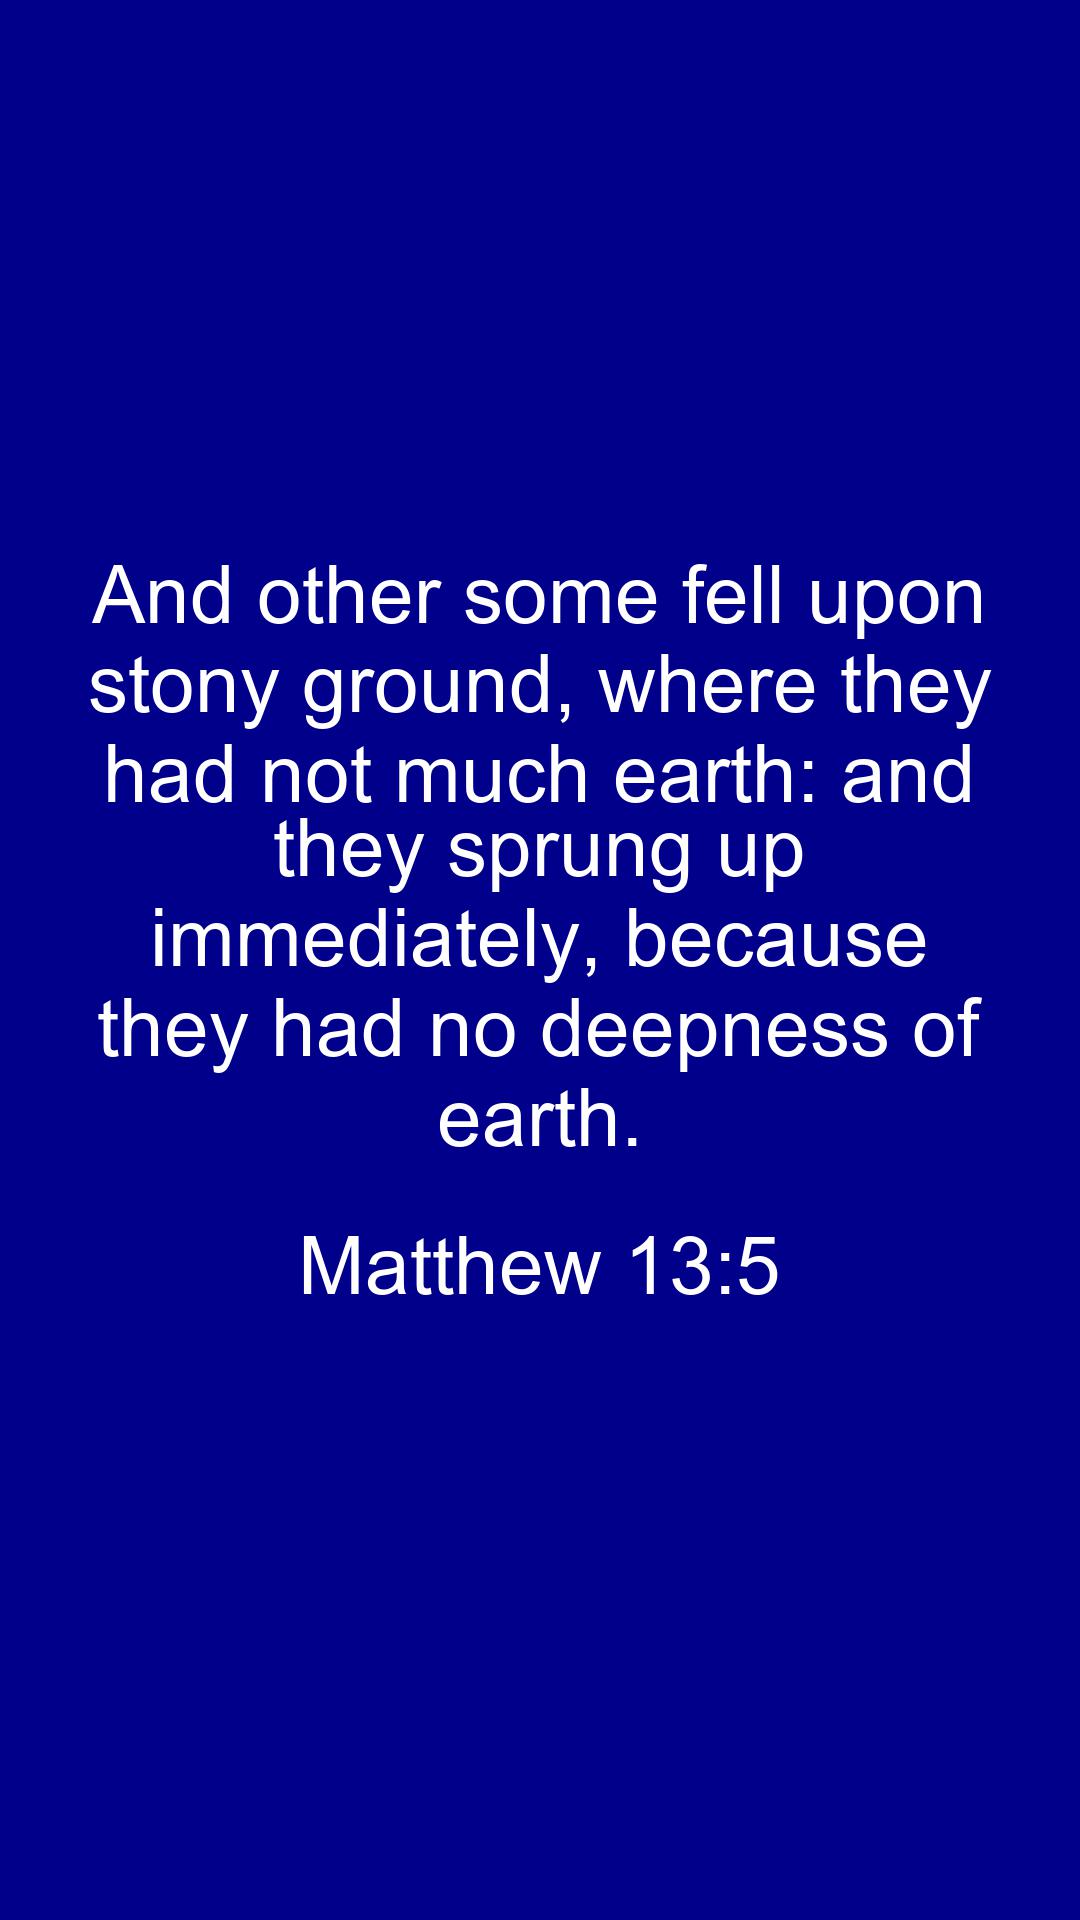 And other some fell upon
stony ground, where they
had not much earth: and
they sprung up
immediately, because
they had no deepness of
earth.
Matthew 13:5